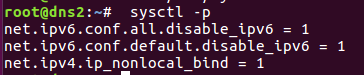 root@dns2:~# sysctl -p
net.ipv6.conf.all.disable_ipv6 = 1
net.ipv6.conf.default.disable_ipv6 = 1
net.ipv4.ip_nonlocal_bind = 1